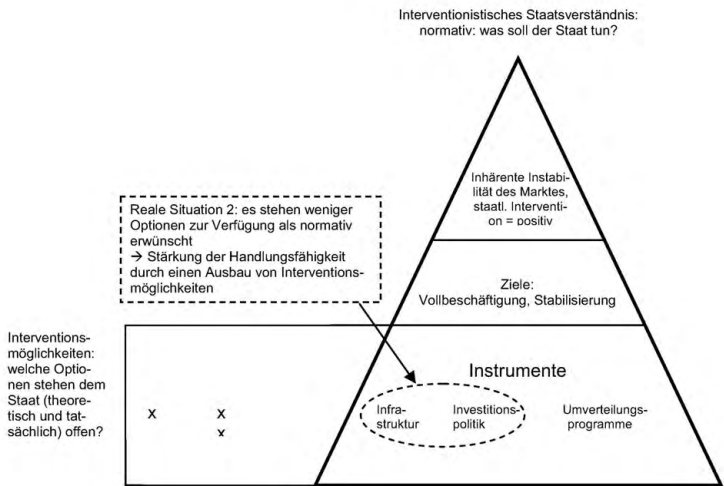 Interventionistisches Staatsverständnis:
normativ: was soll der Staat tun?
Inhärente Instabi-
lität des Marktes,
staatl. Interventi-
on = positiv
Reale Situation 2: es stehen weniger
Optionen zur Verfügung als normativ
erwünscht
→ Stärkung der Handlungsfähigkeit
durch einen Ausbau von Interventions-
möglichkeiten
Ziele:
Vollbeschäftigung, Stabilisierung
Interventions-
möglichkeiten:
welche Optio-
nen stehen dem
Staat (theore-
tisch und tat-
sächlich) offen?
x x
x
Instrumente
Infra-
struktur
Investitions-
politik
Umverteilungs-
programme